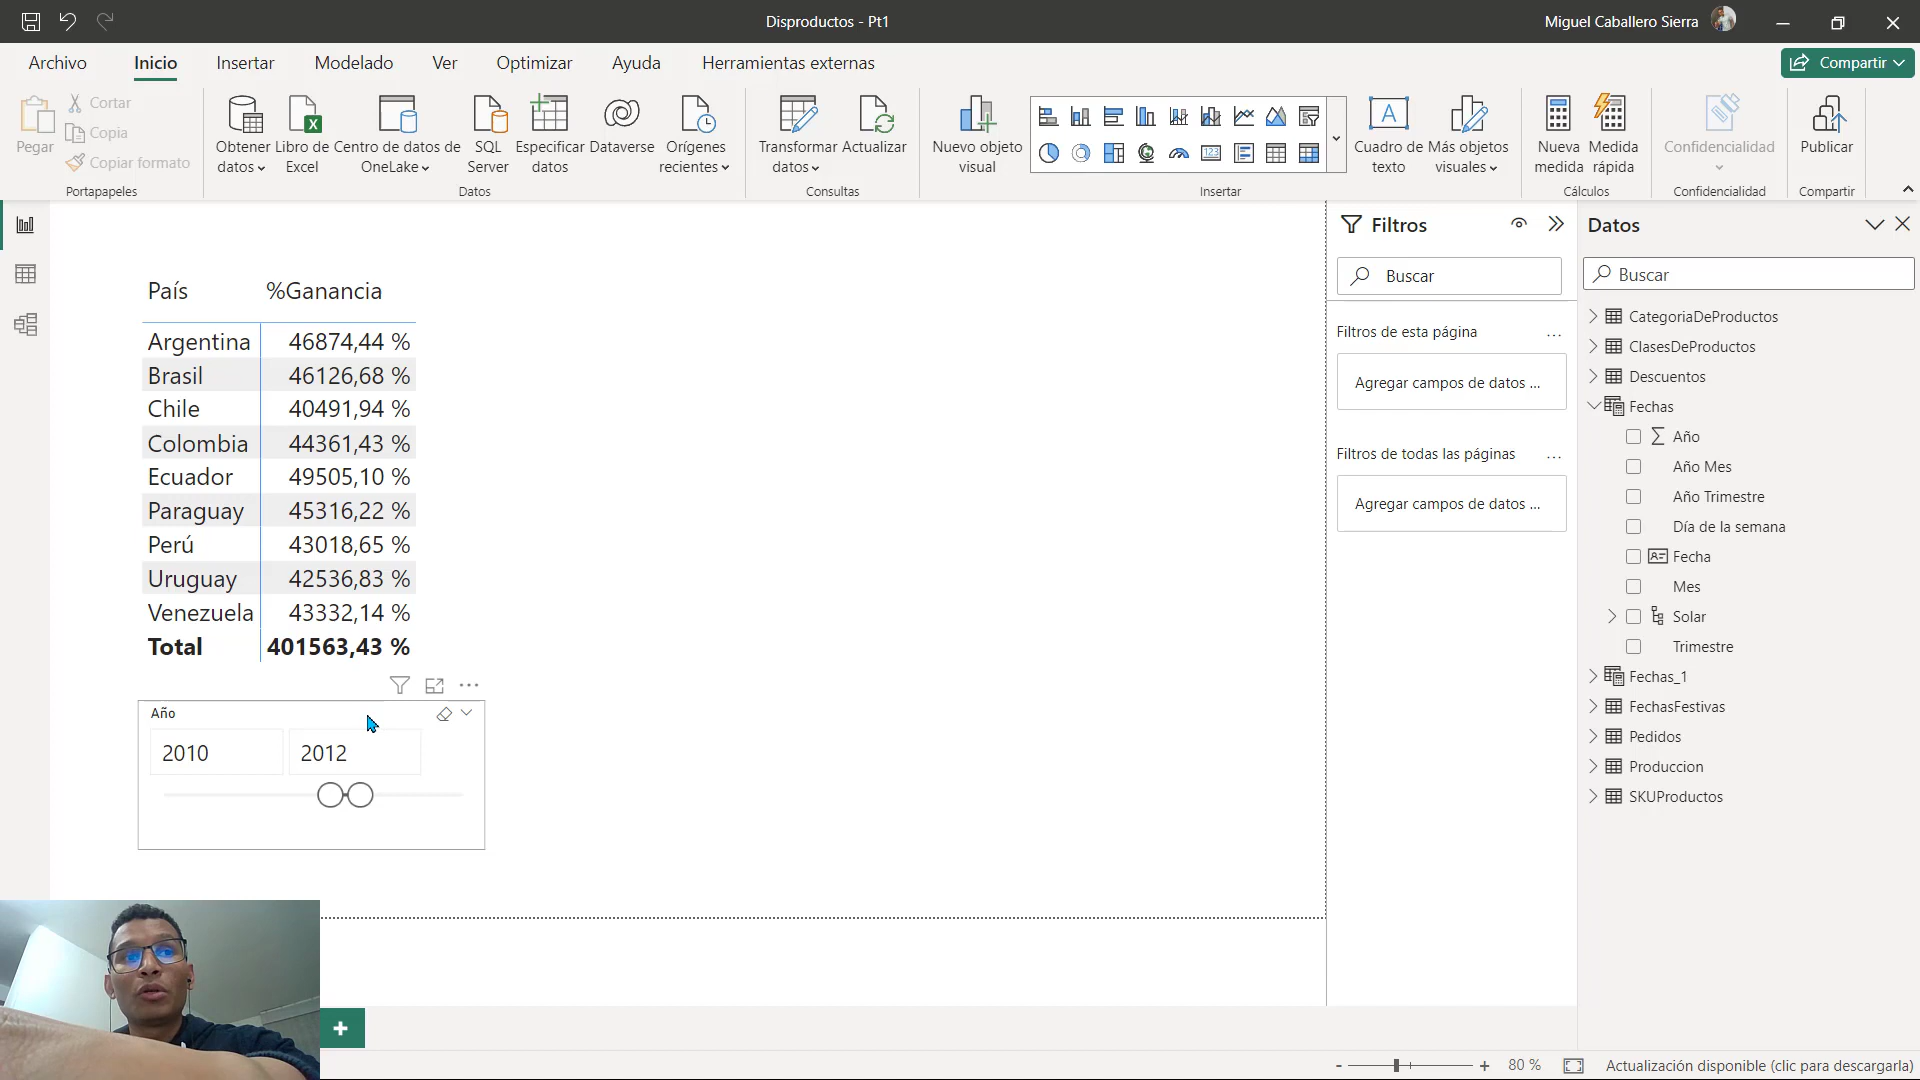 Disproductos - Pt1
Miguel Caballero Sierra
Archivo
Inicio
Insertar
Modelado
Ver
Optimizar
Ayuda
Herramientas externas
Compartir
Pegar
Cortar
Copia
Copiar formato
Portapapeles
Obtener datos
Libro de Excel
Centro de datos de OneLake
SQL Server
Especificar datos
Dataverse
Orígenes recientes
Datos
Transformar datos
Actualizar
Consultas
Nuevo objeto visual
Cuadro de texto
Más objetos visuales
Insertar
Nueva medida
Medida rápida
Cálculos
Confidencialidad
Confidencialidad
Publicar
Compartir
País %Ganancia
Argentina 46874,44 %
Brasil 46126,68 %
Chile 40491,94 %
Colombia 44361,43 %
Ecuador 49505,10 %
Paraguay 45316,22 %
Perú 43018,65 %
Uruguay 42536,83 %
Venezuela 43332,14 %
Total 401563,43 %
Año
2010 2012
Filtros
Buscar
Filtros de esta página ...
Agregar campos de datos ...
Filtros de todas las páginas ...
Agregar campos de datos ...
Datos
Buscar
CategoriaDeProductos
ClasesDeProductos
Descuentos
Fechas
Año
Año Mes
Año Trimestre
Día de la semana
Fecha
Mes
Solar
Trimestre
Fechas_1
FechasFestivas
Pedidos
Produccion
SKUProductos
- + 80 %
Actualización disponible (clic para descargarla)